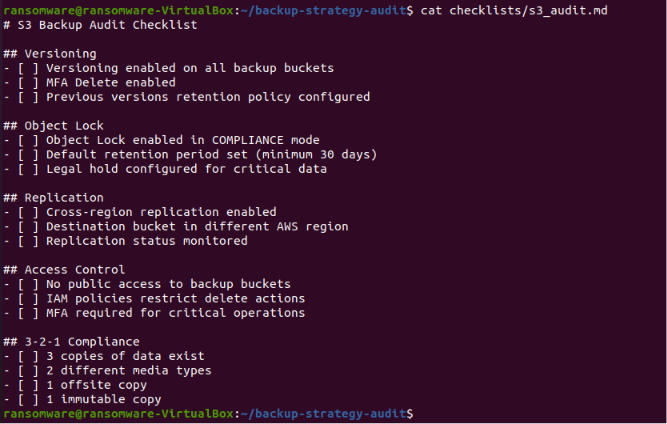 ransomware@ransomware-VirtualBox:~/backup-strategy-audit$ cat checklists/s3_audit.md
# S3 Backup Audit Checklist

## Versioning
- [ ] Versioning enabled on all backup buckets
- [ ] MFA Delete enabled
- [ ] Previous versions retention policy configured

## Object Lock
- [ ] Object Lock enabled in COMPLIANCE mode
- [ ] Default retention period set (minimum 30 days)
- [ ] Legal hold configured for critical data

## Replication
- [ ] Cross-region replication enabled
- [ ] Destination bucket in different AWS region
- [ ] Replication status monitored

## Access Control
- [ ] No public access to backup buckets
- [ ] IAM policies restrict delete actions
- [ ] MFA required for critical operations

## 3-2-1 Compliance
- [ ] 3 copies of data exist
- [ ] 2 different media types
- [ ] 1 offsite copy
- [ ] 1 immutable copy
ransomware@ransomware-VirtualBox:~/backup-strategy-audit$